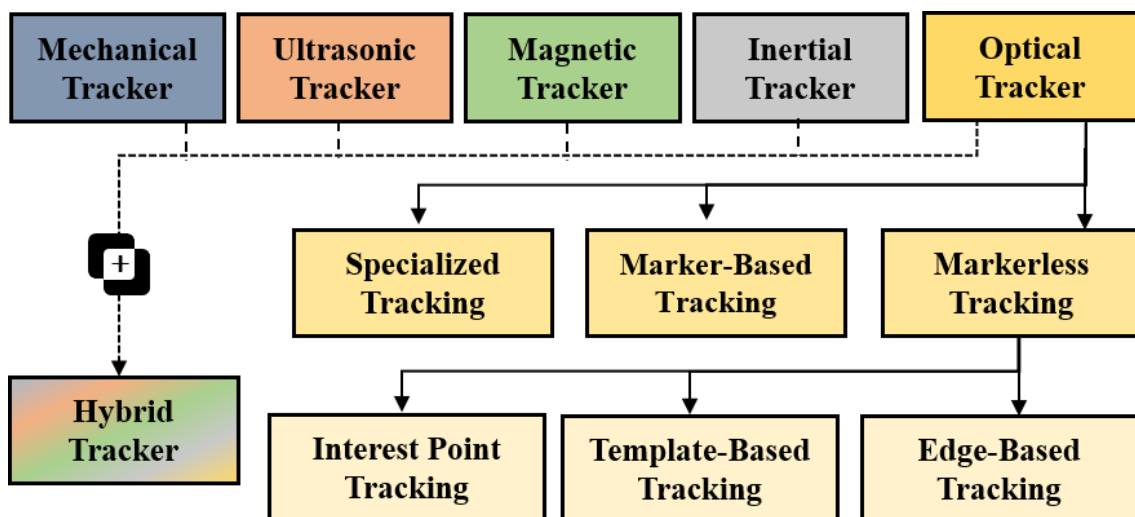 Mechanical
Tracker
Ultrasonic
Tracker
Magnetic
Tracker
Inertial
Tracker
Optical
Tracker
Specialized
Tracking
Marker-Based
Tracking
Markerless
Tracking
+
Hybrid
Tracker
Interest Point
Tracking
Template-Based
Tracking
Edge-Based
Tracking